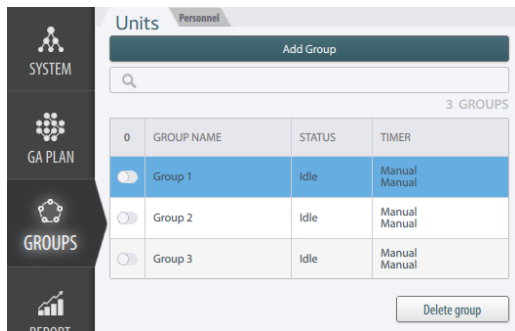 Units
Personnel
SYSTEM
Add Group
3 GROUPS
0 GROUP NAME STATUS TIMER
GA PLAN
Group 1 Idle Manual
Manual
Group 2 Idle Manual
Manual
GROUPS
Group 3 Idle Manual
Manual
Delete group
REPORT